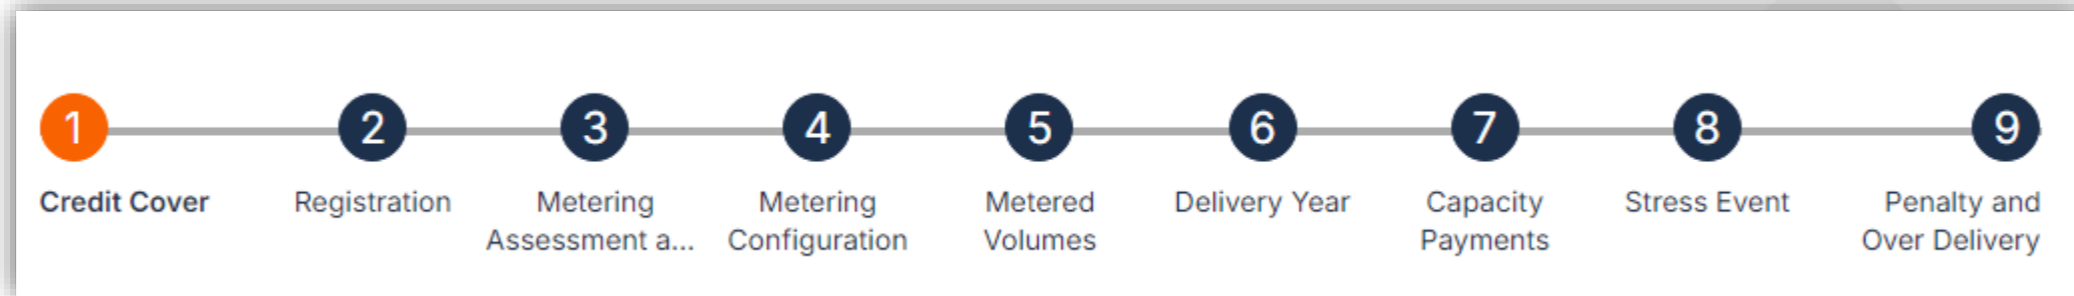 1 2 3 4 5 6 7 8 9
Credit Cover
Registration
Metering
Assessment a...
Metering
Configuration
Metered
Volumes
Delivery Year
Capacity
Payments
Stress Event
Penalty and
Over Delivery